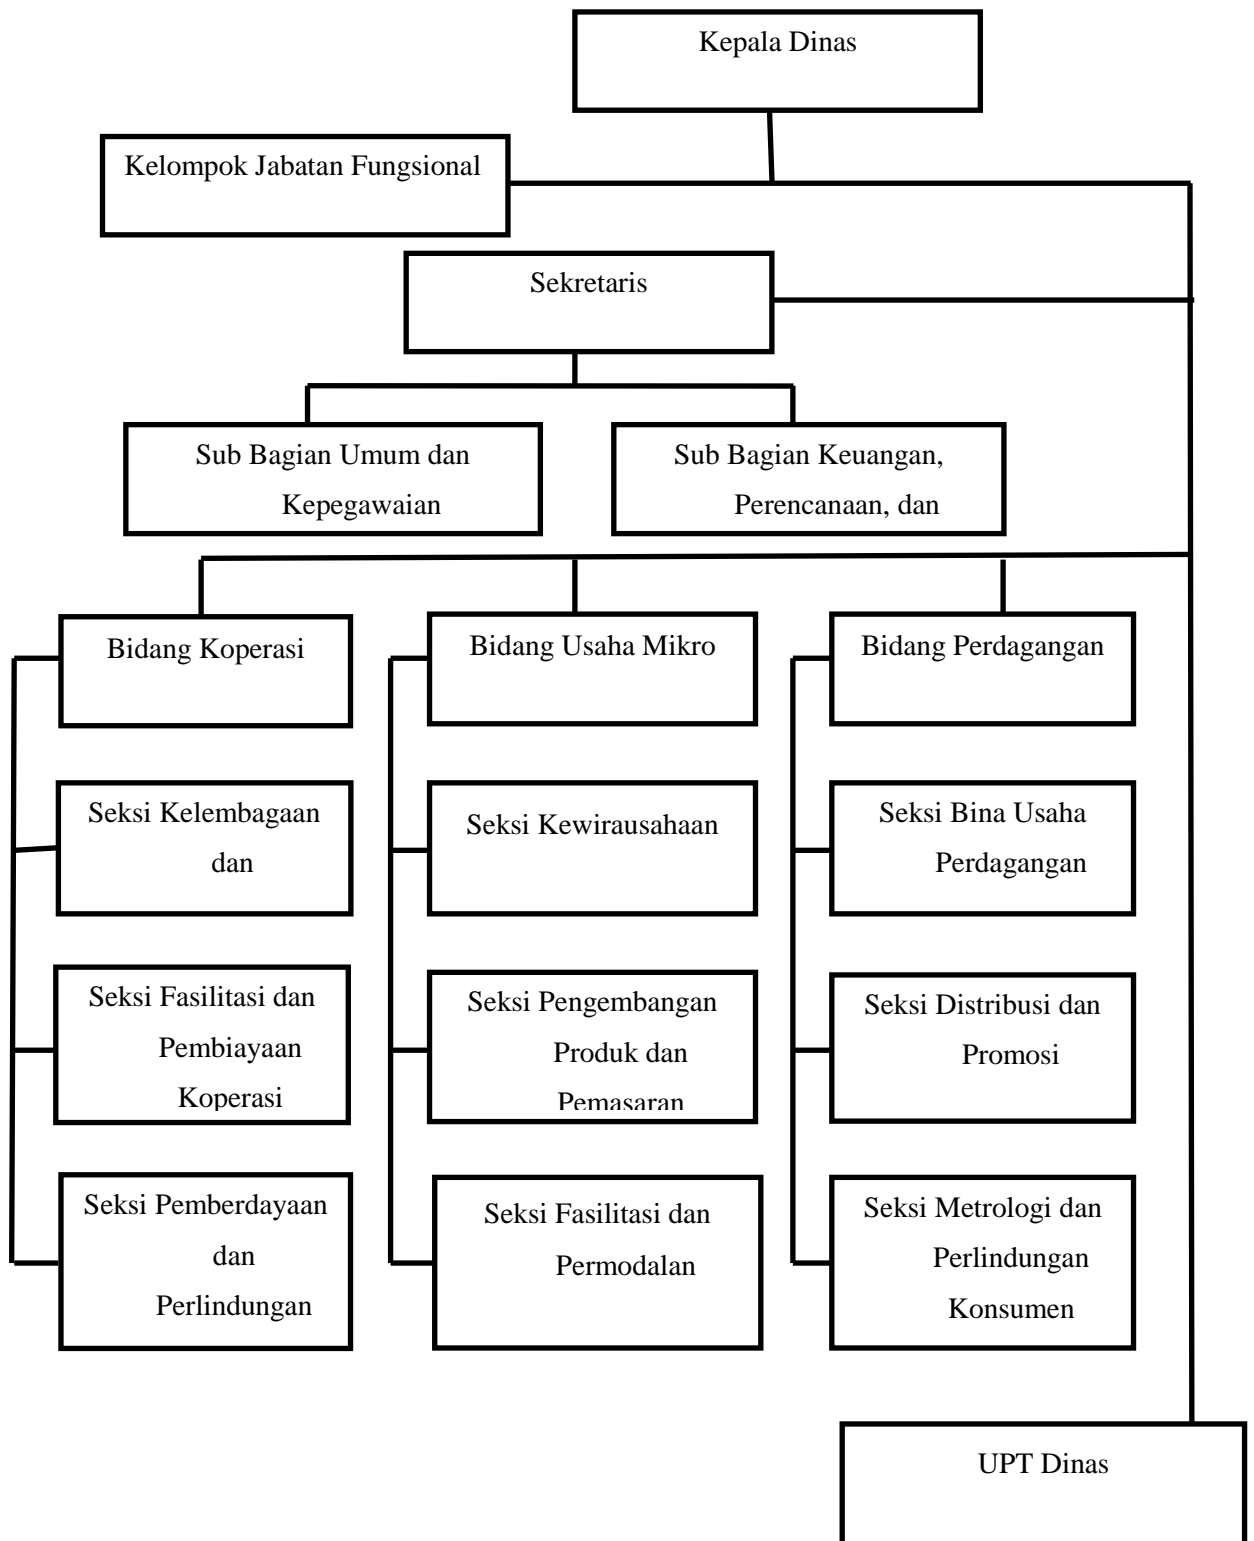 Kepala Dinas
Kelompok Jabatan Fungsional
Sekretaris
Sub Bagian Umum dan
Kepegawaian
Sub Bagian Keuangan,
Perencanaan, dan
Bidang Koperasi
Bidang Usaha Mikro
Bidang Perdagangan
Seksi Kelembagaan
dan
Seksi Kewirausahaan
Seksi Bina Usaha
Perdagangan
Seksi Fasilitasi dan
Pembiayaan
Koperasi
Seksi Pengembangan
Produk dan
Pemasaran
Seksi Distribusi dan
Promosi
Seksi Pemberdayaan
dan
Perlindungan
Seksi Fasilitasi dan
Permodalan
Seksi Metrologi dan
Perlindungan
Konsumen
UPT Dinas